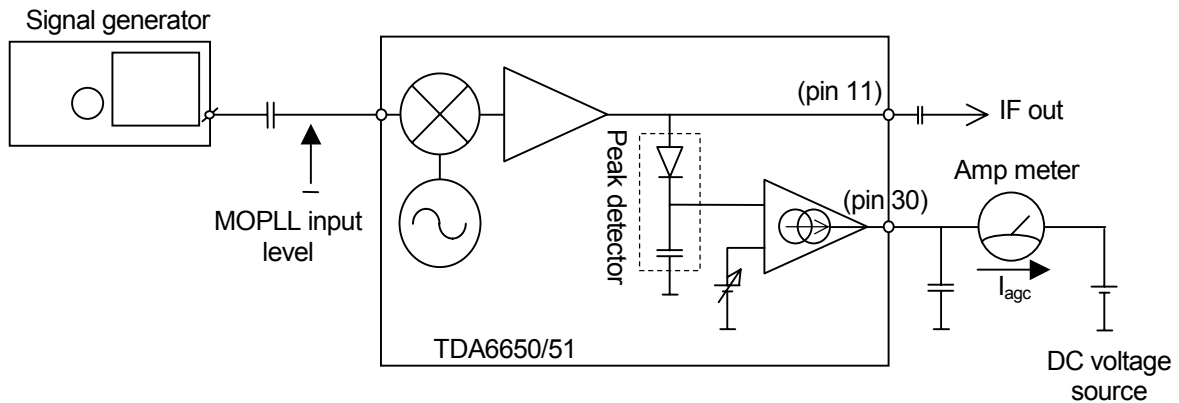 Signal generator
(pin 11)
IF out
Peak detector
Amp meter
(pin 30)
MOPLL input
level
Iagc
TDA6650/51
DC voltage
source